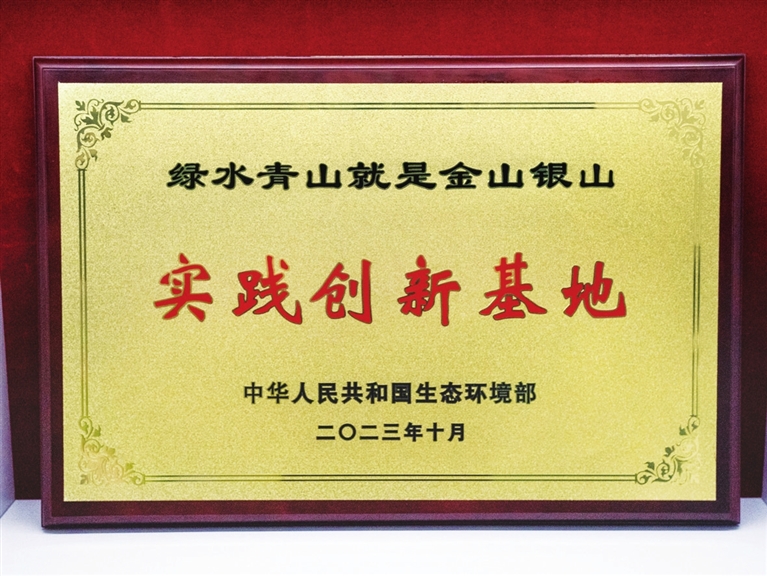 绿水青山就是金山银山
实践创新基地
中华人民共和国生态环境部
二〇二三年十月